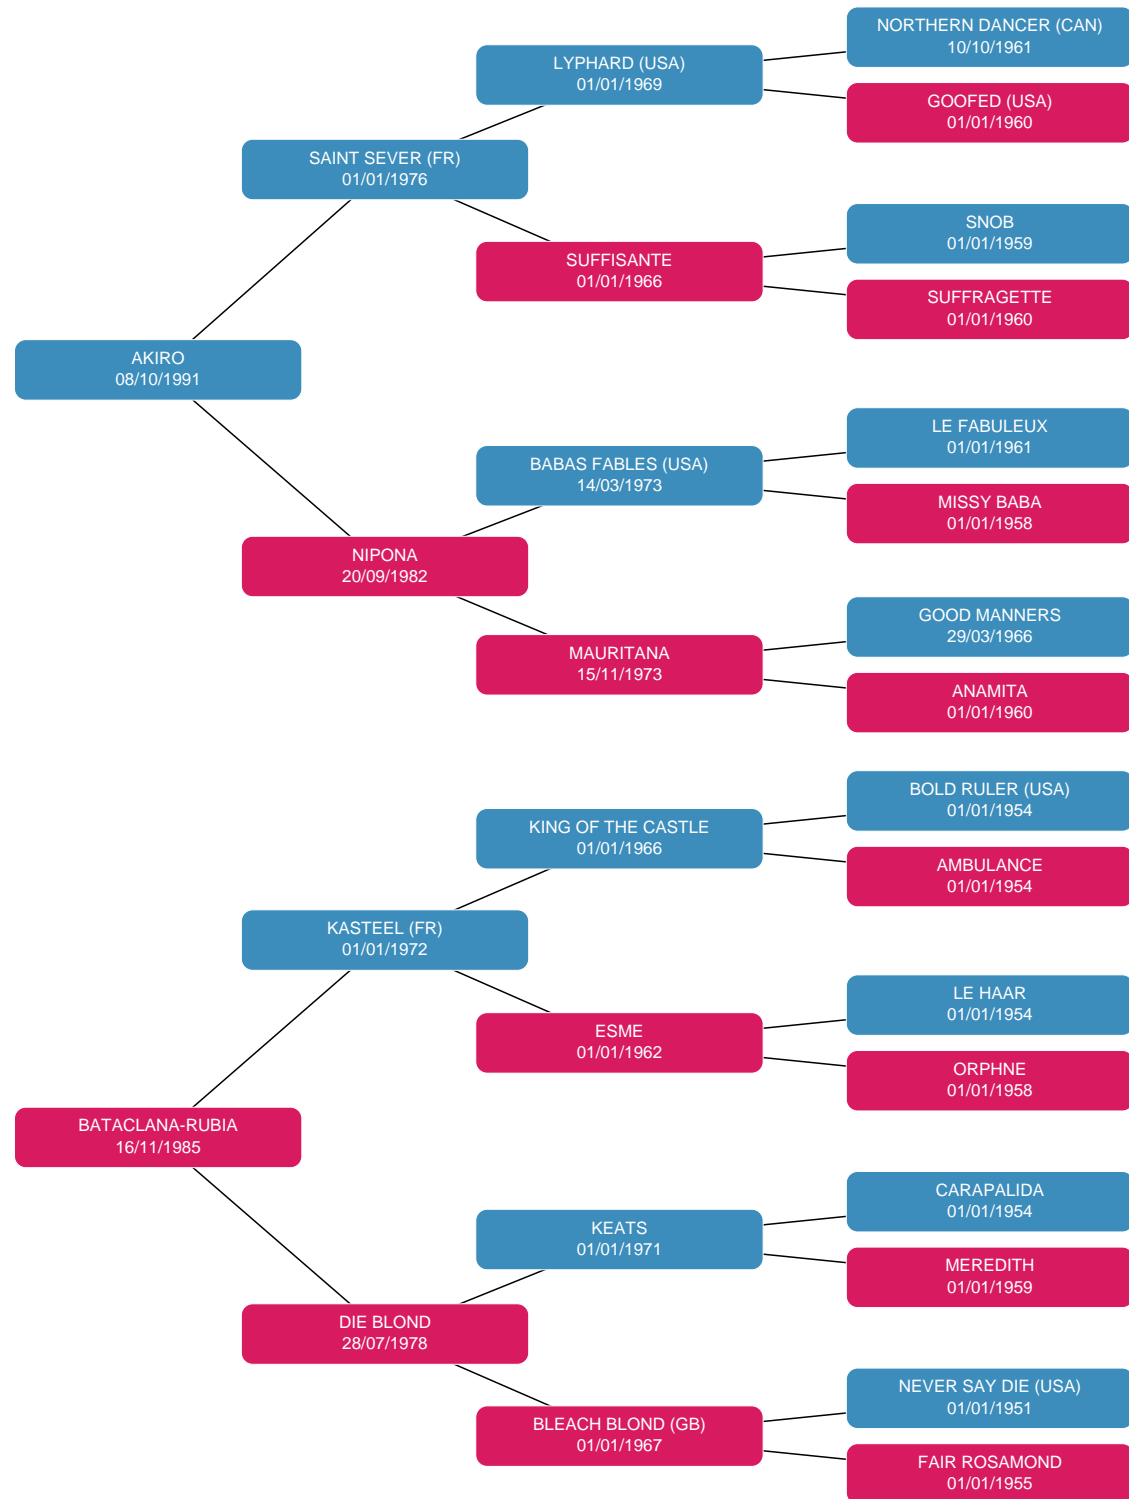 NORTHERN DANCER (CAN)
10/10/1961
LYPHARD (USA)
01/01/1969
GOOFED (USA)
01/01/1960
SAINT SEVER (FR)
01/01/1976
SNOB
01/01/1959
SUFFISANTE
01/01/1966
SUFFRAGETTE
01/01/1960
AKIRO
08/10/1991
LE FABULEUX
01/01/1961
BABAS FABLES (USA)
14/03/1973
MISSY BABA
01/01/1958
NIPONA
20/09/1982
GOOD MANNERS
29/03/1966
MAURITANA
15/11/1973
ANAMITA
01/01/1960
BOLD RULER (USA)
01/01/1954
KING OF THE CASTLE
01/01/1966
AMBULANCE
01/01/1954
KASTEEL (FR)
01/01/1972
LE HAAR
01/01/1954
ESME
01/01/1962
ORPHNE
01/01/1958
BATACLANA-RUBIA
16/11/1985
CARAPALIDA
01/01/1954
KEATS
01/01/1971
MEREDITH
01/01/1959
DIE BLOND
28/07/1978
NEVER SAY DIE (USA)
01/01/1951
BLEACH BLOND (GB)
01/01/1967
FAIR ROSAMOND
01/01/1955